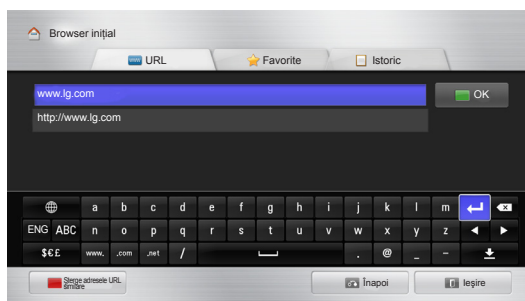 Browser inițial
URL
Favorite
Istoric
www.lg.com
OK
http://www.lg.com
a b c d e f g h i j k l m
ENG ABC n o p q r s t u v w x y z
$€£ www. .com .net / . @ _ -
Șterge adresele URL
similare
Înapoi
Ieșire